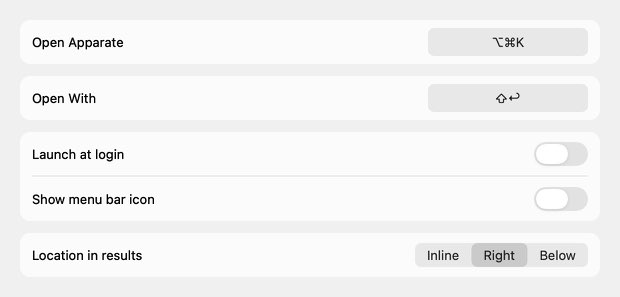 Open Apparate
⌥⌘K
Open With
⇧↩
Launch at login
Show menu bar icon
Location in results
Inline Right Below